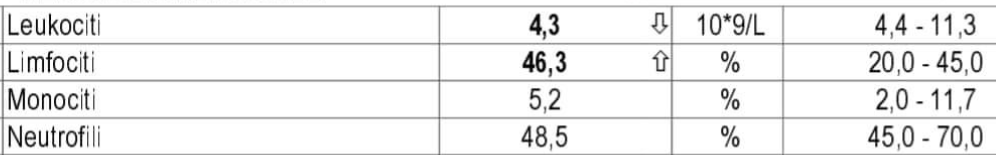 Leukociti 4,3 ⇩ 10*9/L 4,4 - 11,3
Limfociti 46,3 ⇧ % 20,0 - 45,0
Monociti 5,2 % 2,0 - 11,7
Neutrofili 48,5 % 45,0 - 70,0